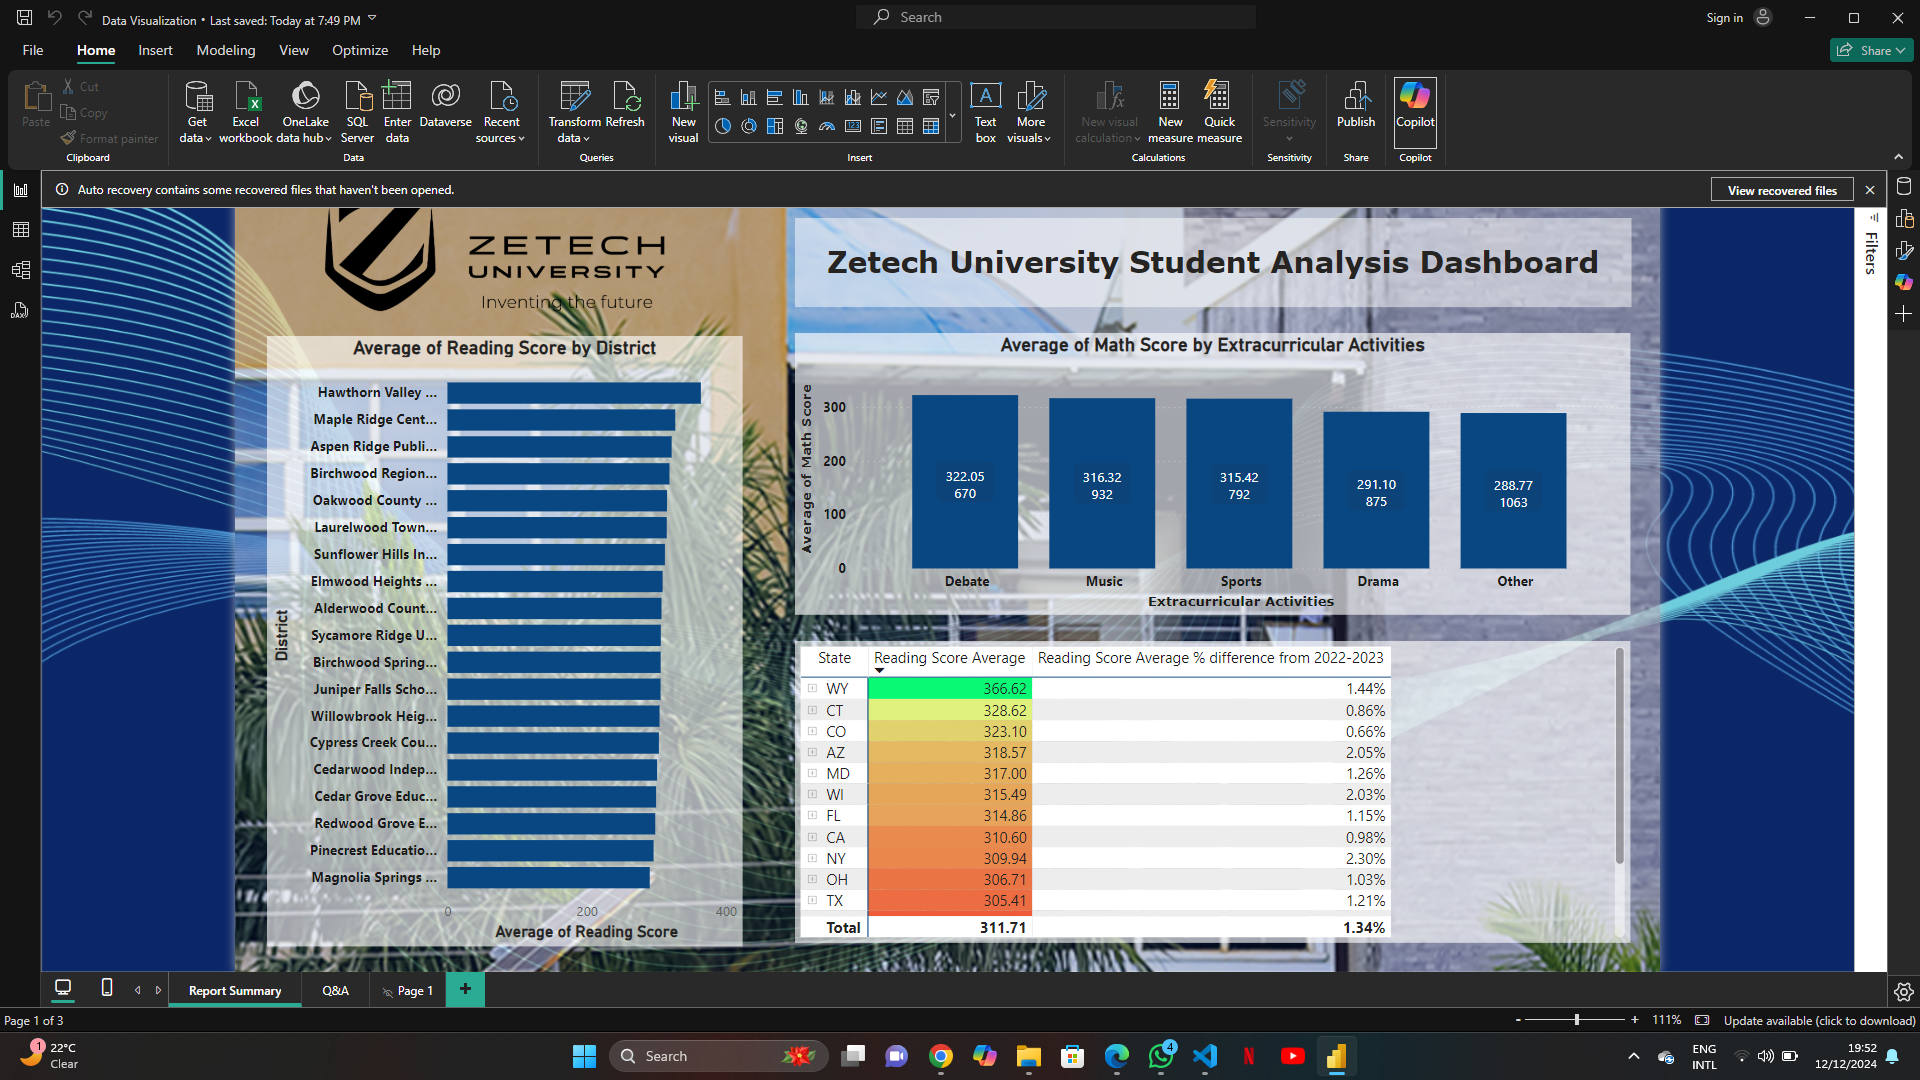 Data Visualization • Last saved: Today at 7:49 PM
Search
Sign in
File Home Insert Modeling View Optimize Help
Share
Paste
Cut
Copy
Format painter
Clipboard
Get data
Excel workbook
OneLake data hub
SQL Server
Enter data
Dataverse
Recent sources
Data
Transform data
Refresh
Queries
New visual
Text box
More visuals
Insert
New visual calculation
New measure
Quick measure
Calculations
Sensitivity
Sensitivity
Publish
Share
Copilot
Copilot
Auto recovery contains some recovered files that haven't been opened.
View recovered files
Filters
ZETECH
UNIVERSITY
Inventing the future
Zetech University Student Analysis Dashboard
Average of Reading Score by District
District
Hawthorn Valley ...
Maple Ridge Cent...
Aspen Ridge Publi...
Birchwood Region...
Oakwood County ...
Laurelwood Town...
Sunflower Hills In...
Elmwood Heights ...
Alderwood Count...
Sycamore Ridge U...
Birchwood Spring...
Juniper Falls Scho...
Willowbrook Heig...
Cypress Creek Cou...
Cedarwood Indep...
Cedar Grove Educ...
Redwood Grove E...
Pinecrest Educatio...
Magnolia Springs ...
0 200 400
Average of Reading Score
Average of Math Score by Extracurricular Activities
Average of Math Score
300
200
100
0
322.05
670
316.32
932
315.42
792
291.10
875
288.77
1063
Debate Music Sports Drama Other
Extracurricular Activities
State Reading Score Average Reading Score Average % difference from 2022-2023
WY 366.62 1.44%
CT 328.62 0.86%
CO 323.10 0.66%
AZ 318.57 2.05%
MD 317.00 1.26%
WI 315.49 2.03%
FL 314.86 1.15%
CA 310.60 0.98%
NY 309.94 2.30%
OH 306.71 1.03%
TX 305.41 1.21%
Total 311.71 1.34%
Report Summary Q&A Page 1 +
Page 1 of 3
- + 111%
Update available (click to download)
1
22°C
Clear
Search
4
ENG
INTL
19:52
12/12/2024